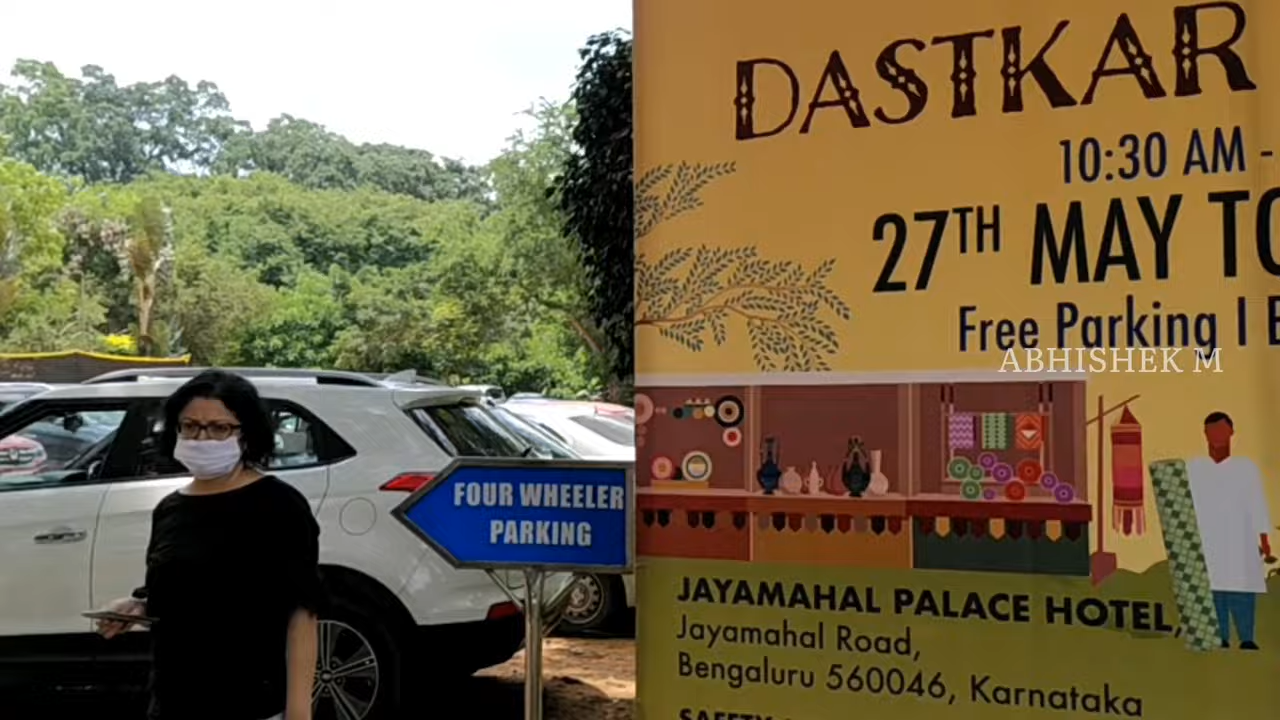 FOUR WHEELER
PARKING
DASTKAR
10:30 AM -
27TH MAY TO
Free Parking I
ABHISHEK M
JAYAMAHAL PALACE HOTEL,
Jayamahal Road,
Bengaluru 560046, Karnataka
SAFETY